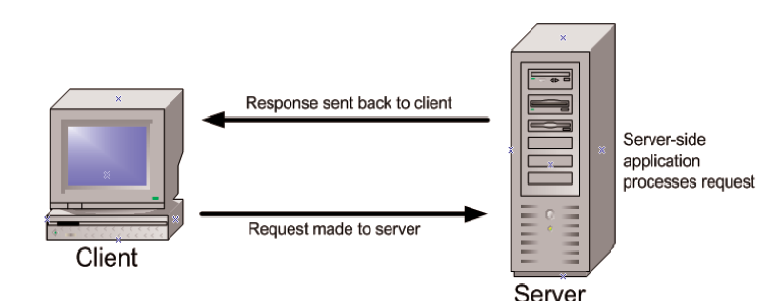 Response sent back to client
Server-side
application
processes request
Request made to server
Client
Server